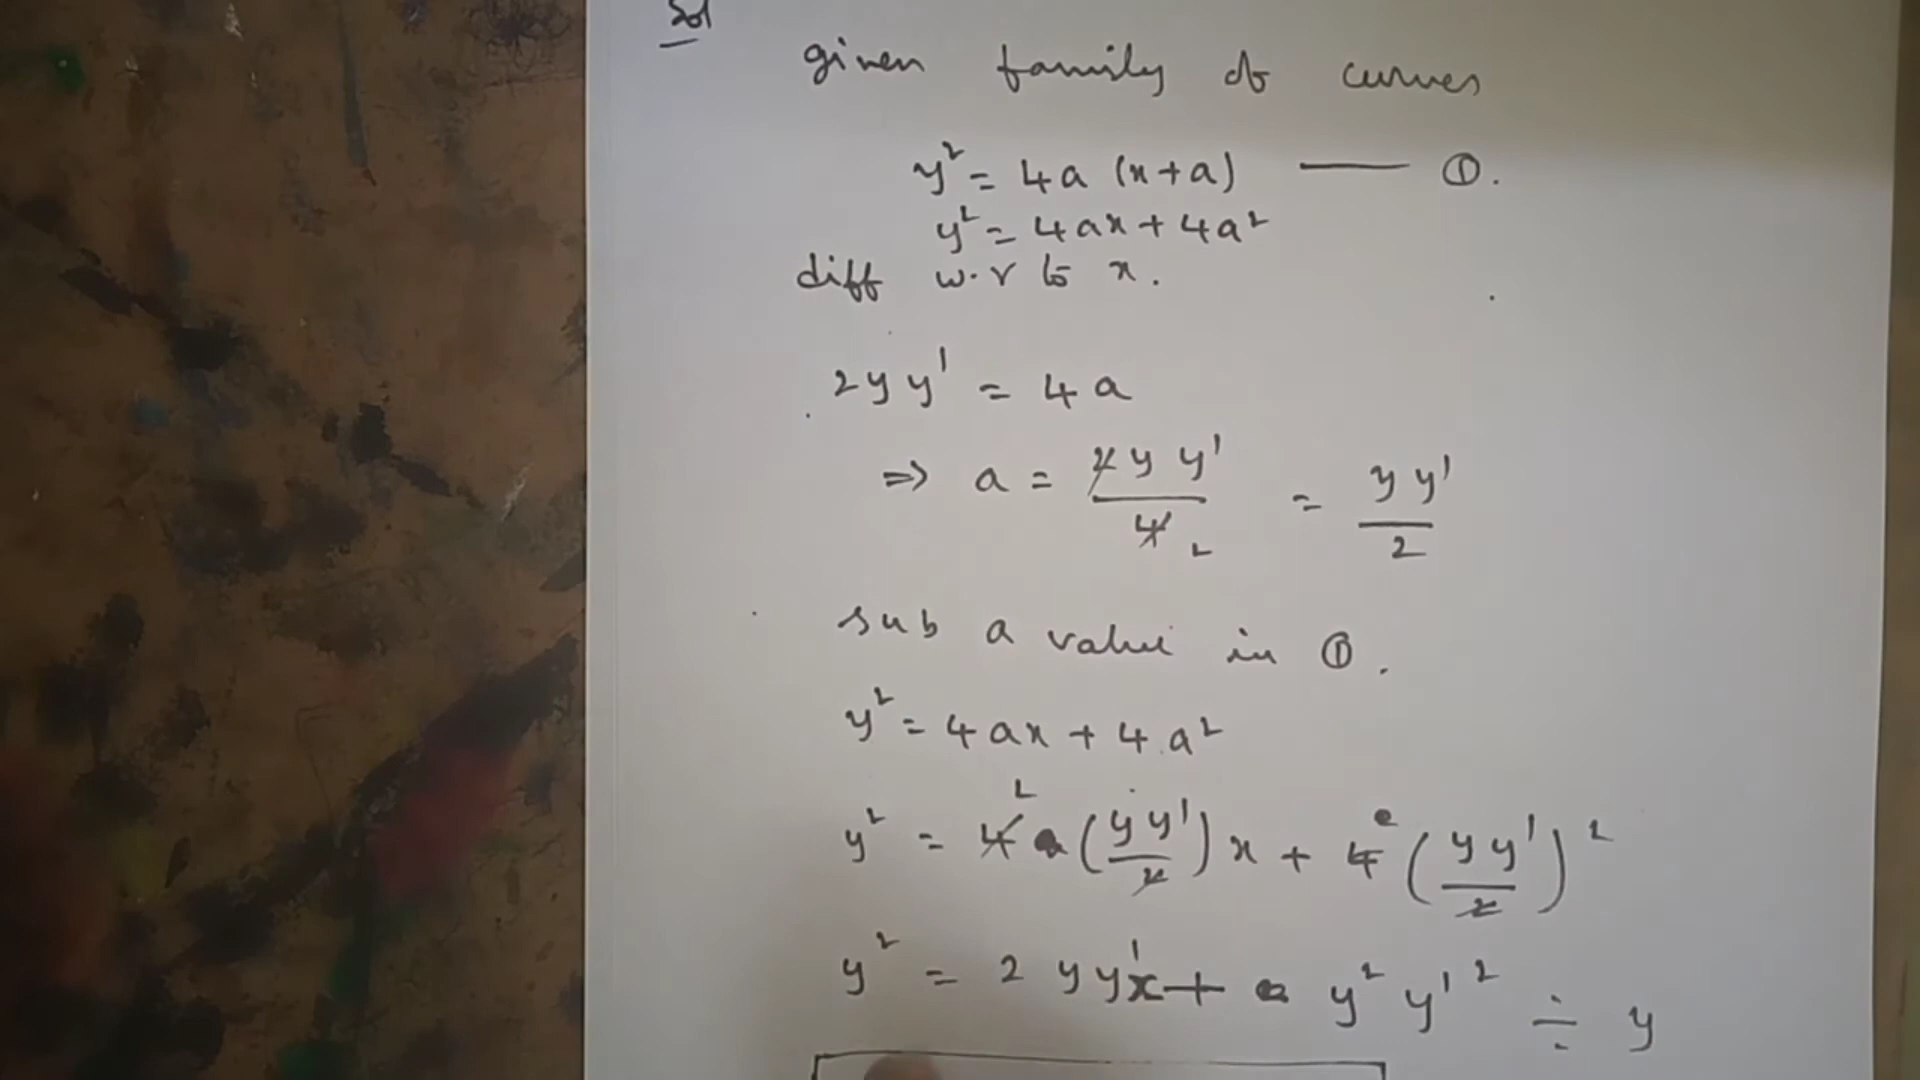 Sol
given family of curves
y² = 4a (x+a) —— ①.
y² = 4ax + 4a²
diff w.r to x.
2yy' = 4a
⇒ a = 2yy'/4 2 = yy'/2
sub a value in ①.
y² = 4ax + 4a²
y² = 4 2 (yy'/2) x + 4 (yy'/2)²
y² = 2yy'x + y²y'² ÷ y